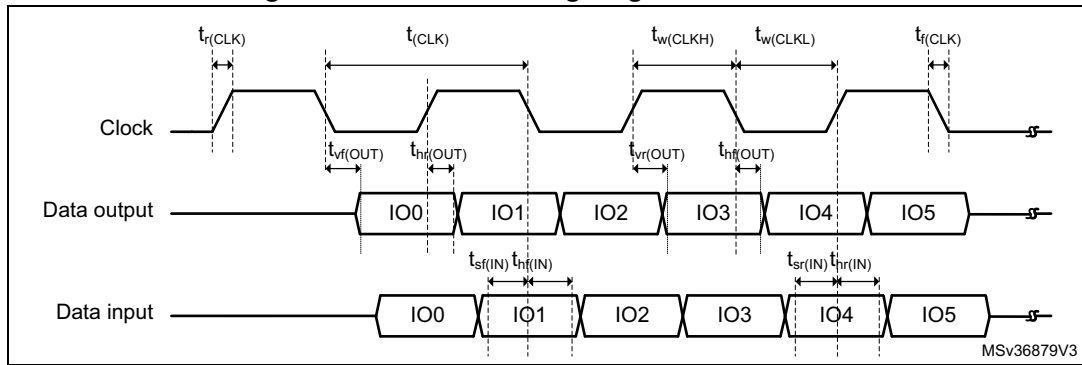 tr(CLK) t(CLK) tw(CLKH) tw(CLKL) tf(CLK)
Clock
tvf(OUT) thr(OUT) tvr(OUT) thf(OUT)
Data output IO0 IO1 IO2 IO3 IO4 IO5
tsf(IN) thf(IN) tsr(IN) thr(IN)
Data input IO0 IO1 IO2 IO3 IO4 IO5
MSv36879V3